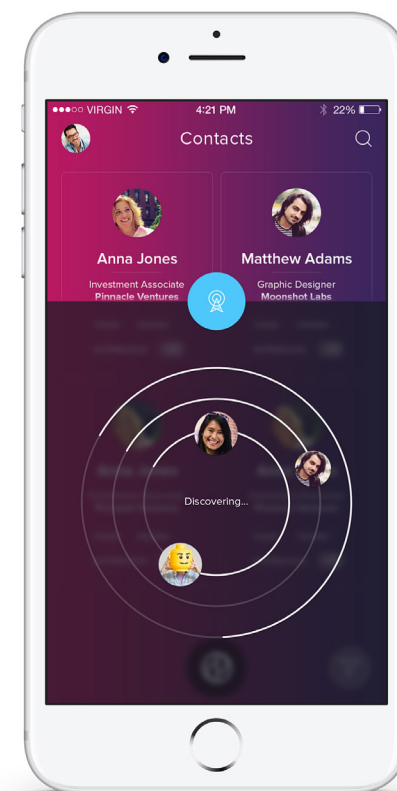 VIRGIN 4:21 PM 22%
Contacts
Anna Jones
Matthew Adams
Investment Associate
Pinnacle Ventures
Graphic Designer
Moonshot Labs
Discovering...